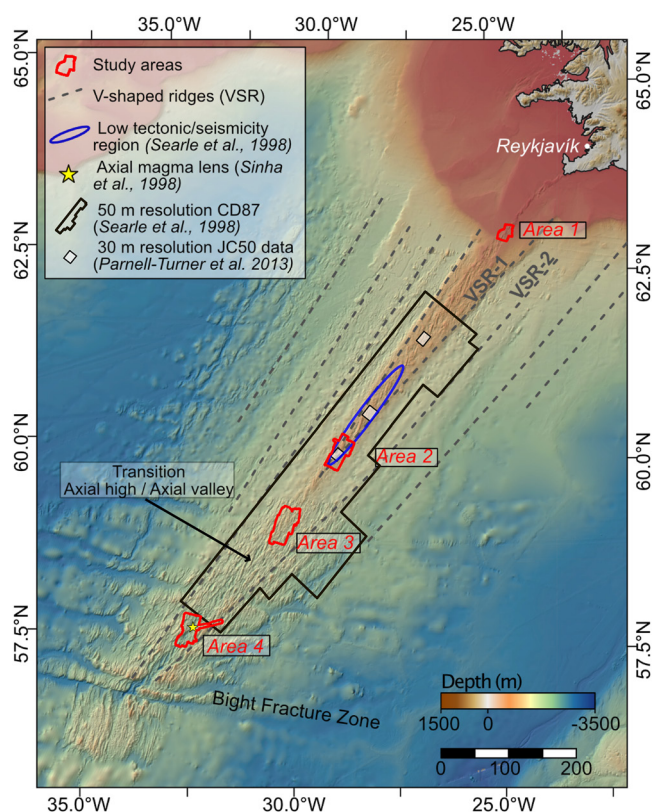 35.0°W 30.0°W 25.0°W
65.0°N
65.0°N
Study areas
V-shaped ridges (VSR)
Low tectonic/seismicity
region (Searle et al., 1998)
Axial magma lens (Sinha
et al., 1998)
50 m resolution CD87
(Searle et al., 1998)
30 m resolution JC50 data
(Parnell-Turner et al. 2013)
Reykjavík
Area 1
62.5°N
62.5°N
VSR-1
VSR-2
60.0°N
60.0°N
Area 2
Transition
Axial high / Axial valley
Area 3
57.5°N
57.5°N
Area 4
Bight Fracture Zone
Depth (m)
1500 0 -3500
0 100 200
35.0°W 30.0°W 25.0°W